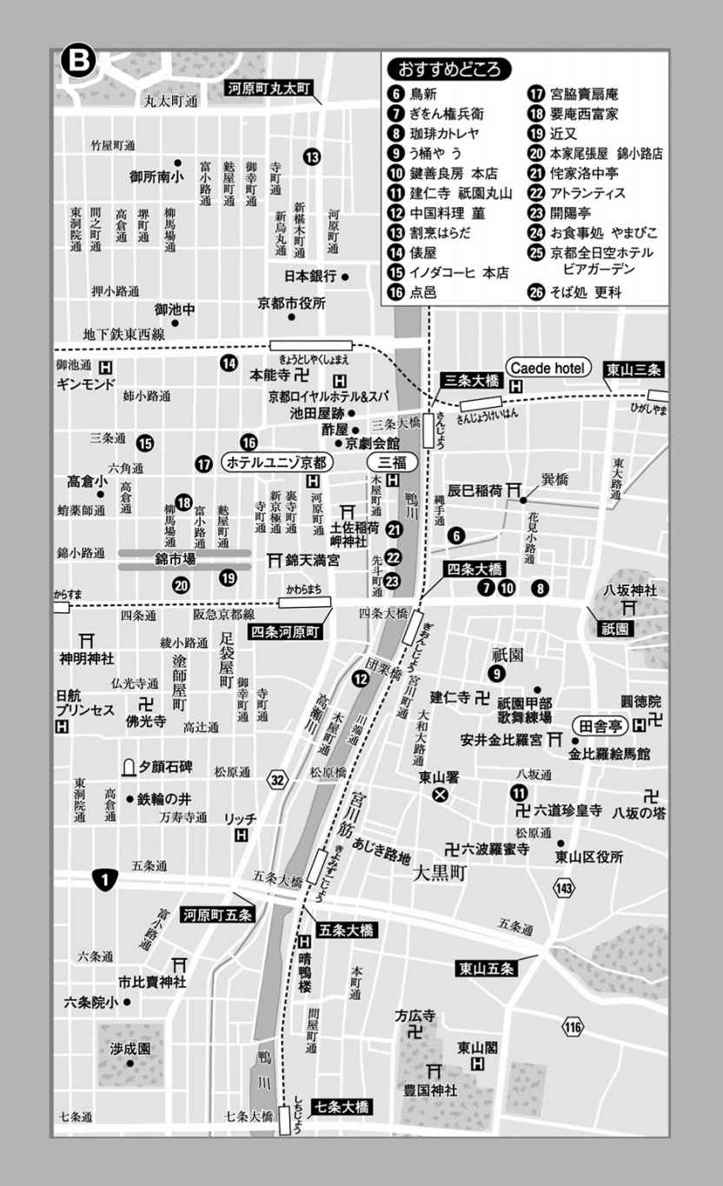 B
おすすめどころ
6 鳥新
7 ぎをん権兵衛
8 珈琲カトレヤ
9 う桶や う
10 鍵善良房 本店
11 建仁寺 祇園丸山
12 中国料理 菫
13 割烹はらだ
14 俵屋
15 イノダコーヒ 本店
16 点邑
17 宮脇賣扇庵
18 要庵西富家
19 近又
20 本家尾張屋 錦小路店
21 侘家洛中亭
22 アトランティス
23 開陽亭
24 お食事処 やまびこ
25 京都全日空ホテル
ビアガーデン
26 そば処 更科
河原町丸太町
丸太町通
竹屋町通
御所南小
13
富小路通
麩屋町通
御幸町通
寺町通
東洞院通
間之町通
高倉通
堺町通
柳馬場通
新烏丸通
新椹木町通
河原町通
日本銀行
押小路通
御池中
京都市役所
地下鉄東西線
きょうとしやくしょまえ
御池通
ギンモンド
14
本能寺
Caede hotel
三条大橋
東山三条
姉小路通
京都ロイヤルホテル&スパ
さんじょうけいはん
ひがしやま
池田屋跡
酢屋
三条大橋
さんじょう
三条通
15
16
京劇会館
六角通
17
ホテルユニゾ京都
三福
東大路通
高倉小
高倉通
木屋町通
鴨川
縄手通
辰巳稲荷
巽橋
蛸薬師通
18
柳馬場通
富小路通
麩屋町通
寺町通
新京極通
裏寺町通
河原町通
土佐稲荷
岬神社
21
6
花見小路通
錦小路通
錦市場
錦天満宮
先斗町通
22
20
19
23
四条大橋
7
10
8
八坂神社
からすま
かわらまち
四条通
阪急京都線
四条河原町
四条大橋
祇園
ぎおんしじょう
神明神社
綾小路通
足袋屋町
塗師屋町
団栗橋
祇園
9
仏光寺通
12
宮川町通
日航
プリンセス
佛光寺
御幸町通
寺町通
高瀬川
木屋町通
川端通
建仁寺
大和大路通
祇園甲部
歌舞練場
圓徳院
田舎亭
高辻通
安井金比羅宮
金比羅絵馬館
夕顔石碑
松原通
32
松原橋
東山署
八坂通
東洞院通
高倉通
鉄輪の井
万寿寺通
リッチ
宮川筋
11
六道珍皇寺
八坂の塔
松原通
あじき路地
六波羅蜜寺
東山区役所
五条通
1
五条大橋
きよみずごじょう
大黒町
143
富小路通
河原町五条
五条大橋
五条通
六条通
晴鴨楼
東山五条
市比賣神社
本町通
六条院小
問屋町通
方広寺
116
渉成園
鴨川
東山閣
豊国神社
しちじょう
七条通
七条大橋
七条大橋